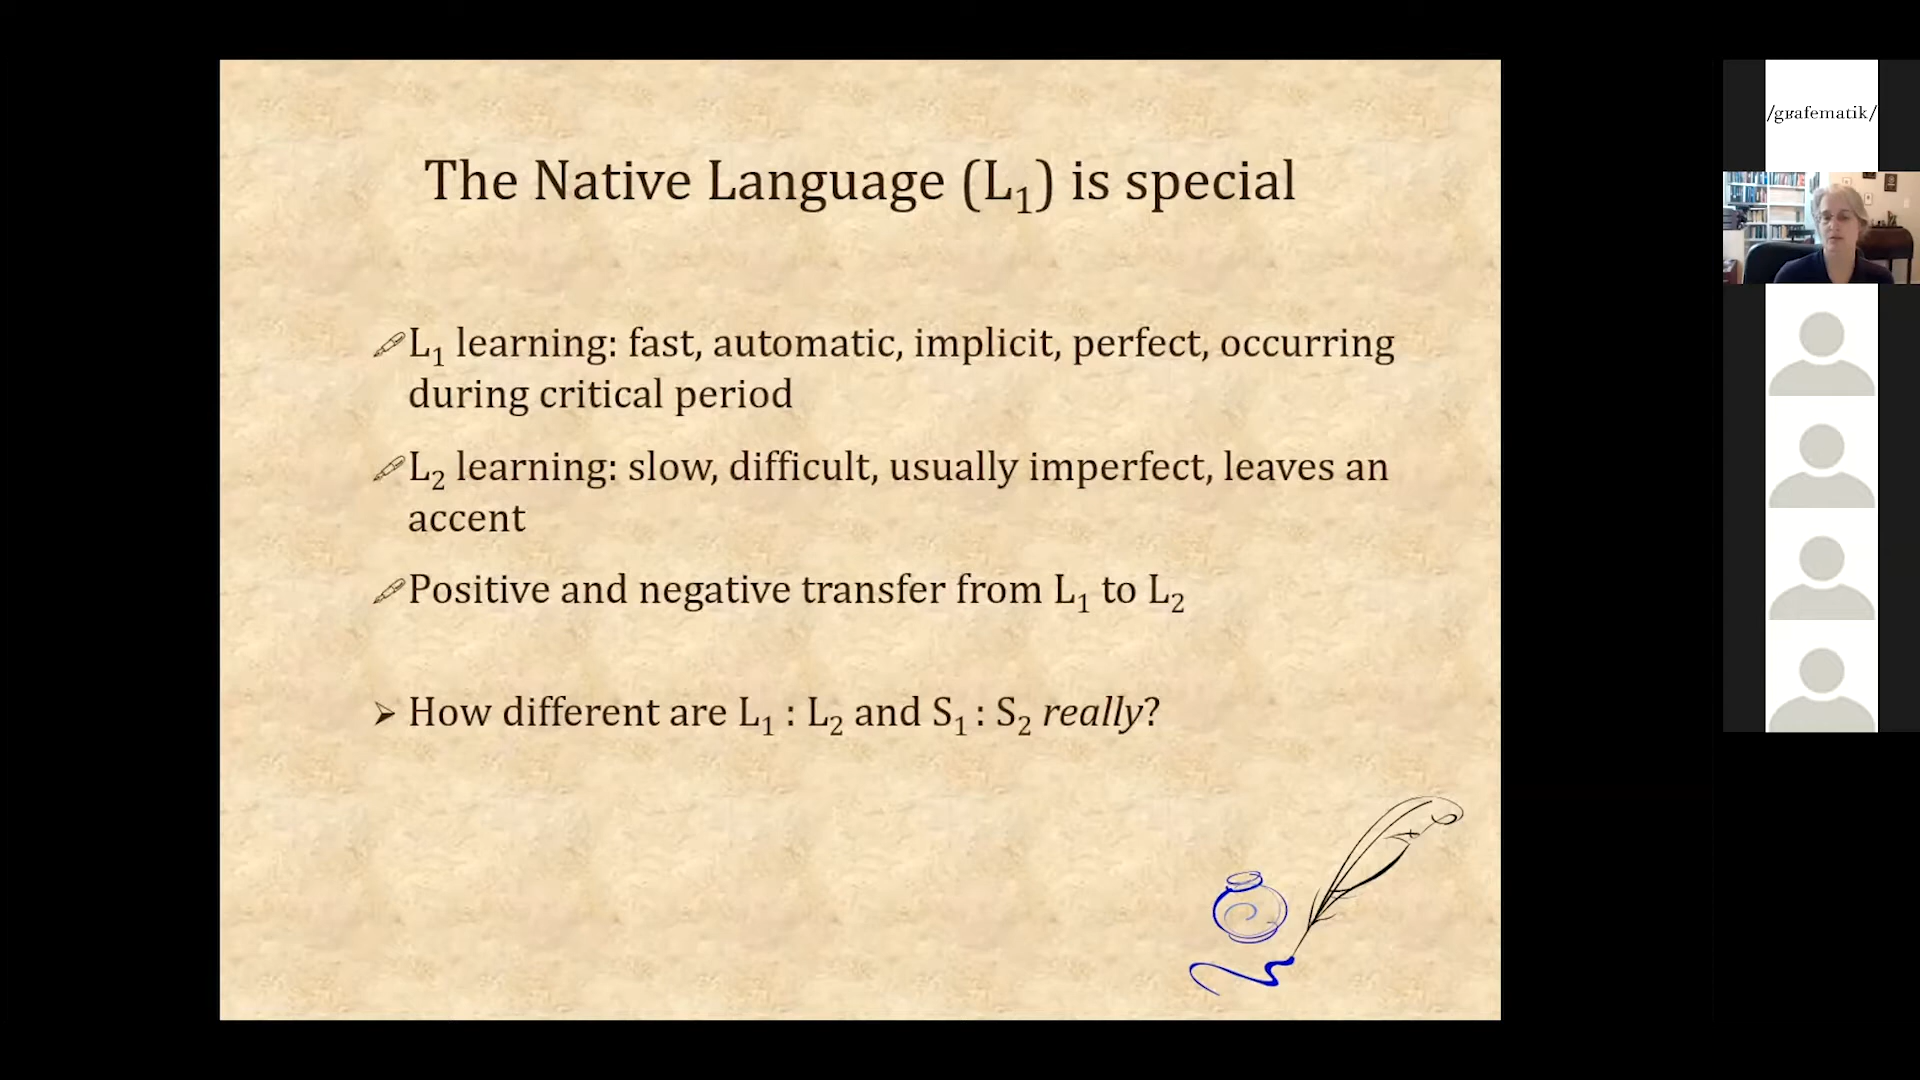 The Native Language (L₁) is special
L₁ learning: fast, automatic, implicit, perfect, occurring
during critical period
L₂ learning: slow, difficult, usually imperfect, leaves an
accent
Positive and negative transfer from L₁ to L₂
How different are L₁ : L₂ and S₁ : S₂ really?
/gʁafematik/